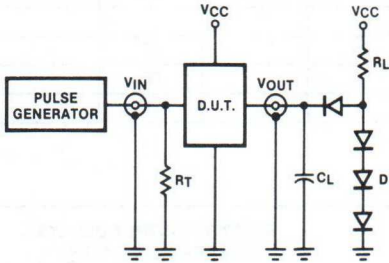 VCC
VCC
RL
PULSE
GENERATOR
VIN
D.U.T.
VOUT
RT
CL
D